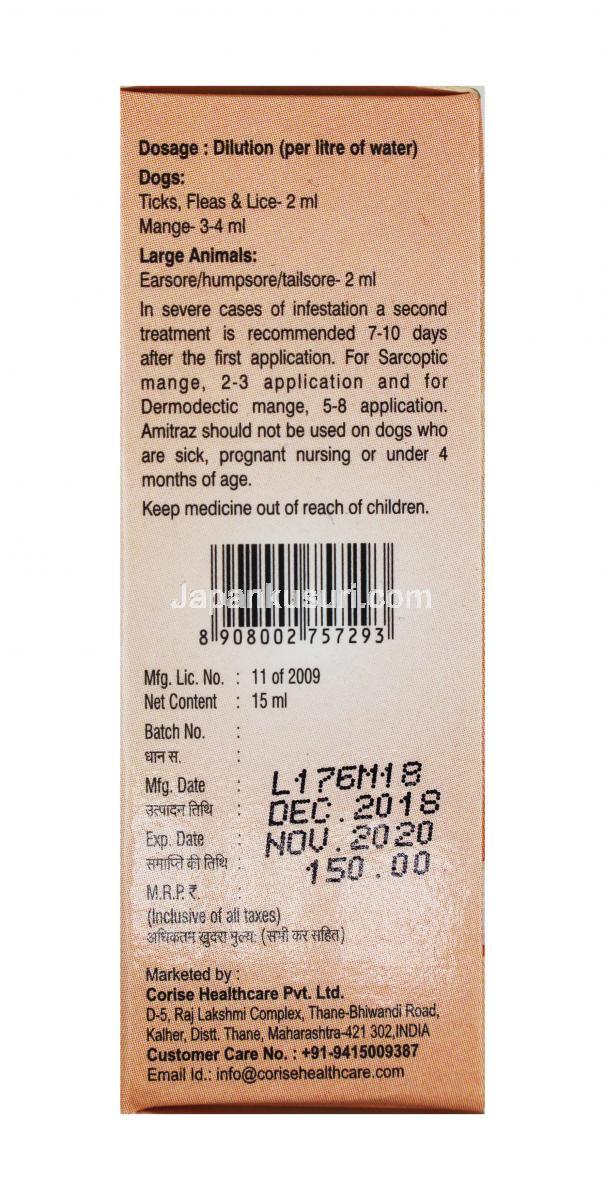 Dosage : Dilution (per litre of water)
Dogs:
Ticks, Fleas & Lice- 2 ml
Mange- 3-4 ml
Large Animals:
Earsore/humpsore/tailsore- 2 ml
In severe cases of infestation a second
treatment is recommended 7-10 days
after the first application. For Sarcoptic
mange, 2-3 application and for
Dermodectic mange, 5-8 application.
Amitraz should not be used on dogs who
are sick, prognant nursing or under 4
months of age.
Keep medicine out of reach of children.
Japankusuri.com
8 908002 757293
Mfg. Lic. No. : 11 of 2009
Net Content : 15 ml
Batch No. :
धान स. :
L176M18
Mfg. Date :
उत्पादन तिथि :
DEC.2018
Exp. Date :
समाप्ति की तिथि :
NOV.2020
M.R.P. ₹. :
150.00
(Inclusive of all taxes)
अधिकतम खुदरा मुल्य: (सभी कर सहित)
Marketed by :
Corise Healthcare Pvt. Ltd.
D-5, Raj Lakshmi Complex, Thane-Bhiwandi Road,
Kalher, Distt. Thane, Maharashtra-421 302,INDIA
Customer Care No. : +91-9415009387
Email Id.: info@corisehealthcare.com